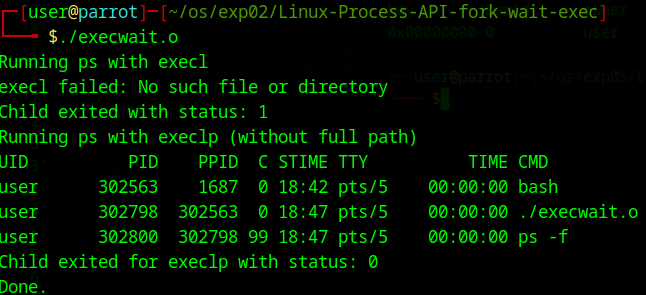 [user@parrot]─[~/os/exp02/Linux-Process-API-fork-wait-exec]
$./execwait.o
Running ps with execl
execl failed: No such file or directory
Child exited with status: 1
Running ps with execlp (without full path)
UID PID PPID C STIME TTY TIME CMD
user 302563 1687 0 18:42 pts/5 00:00:00 bash
user 302798 302563 0 18:47 pts/5 00:00:00 ./execwait.o
user 302800 302798 99 18:47 pts/5 00:00:00 ps -f
Child exited for execlp with status: 0
Done.
0x00000000 0 user
[user@parrot]─[~/os/exp05/L
$